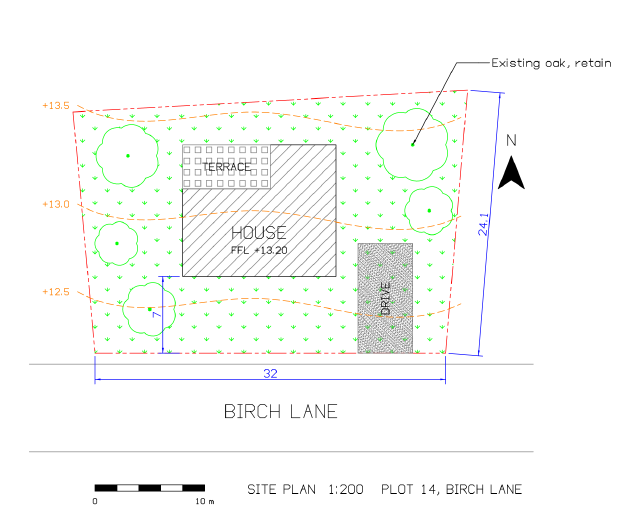 Existing oak, retain
+13.5
N
TERRACE
+13.0
HOUSE
FFL +13.20
24.1
+12.5
DRIVE
7
32
BIRCH LANE
SITE PLAN 1:200 PLOT 14, BIRCH LANE
0 10 m